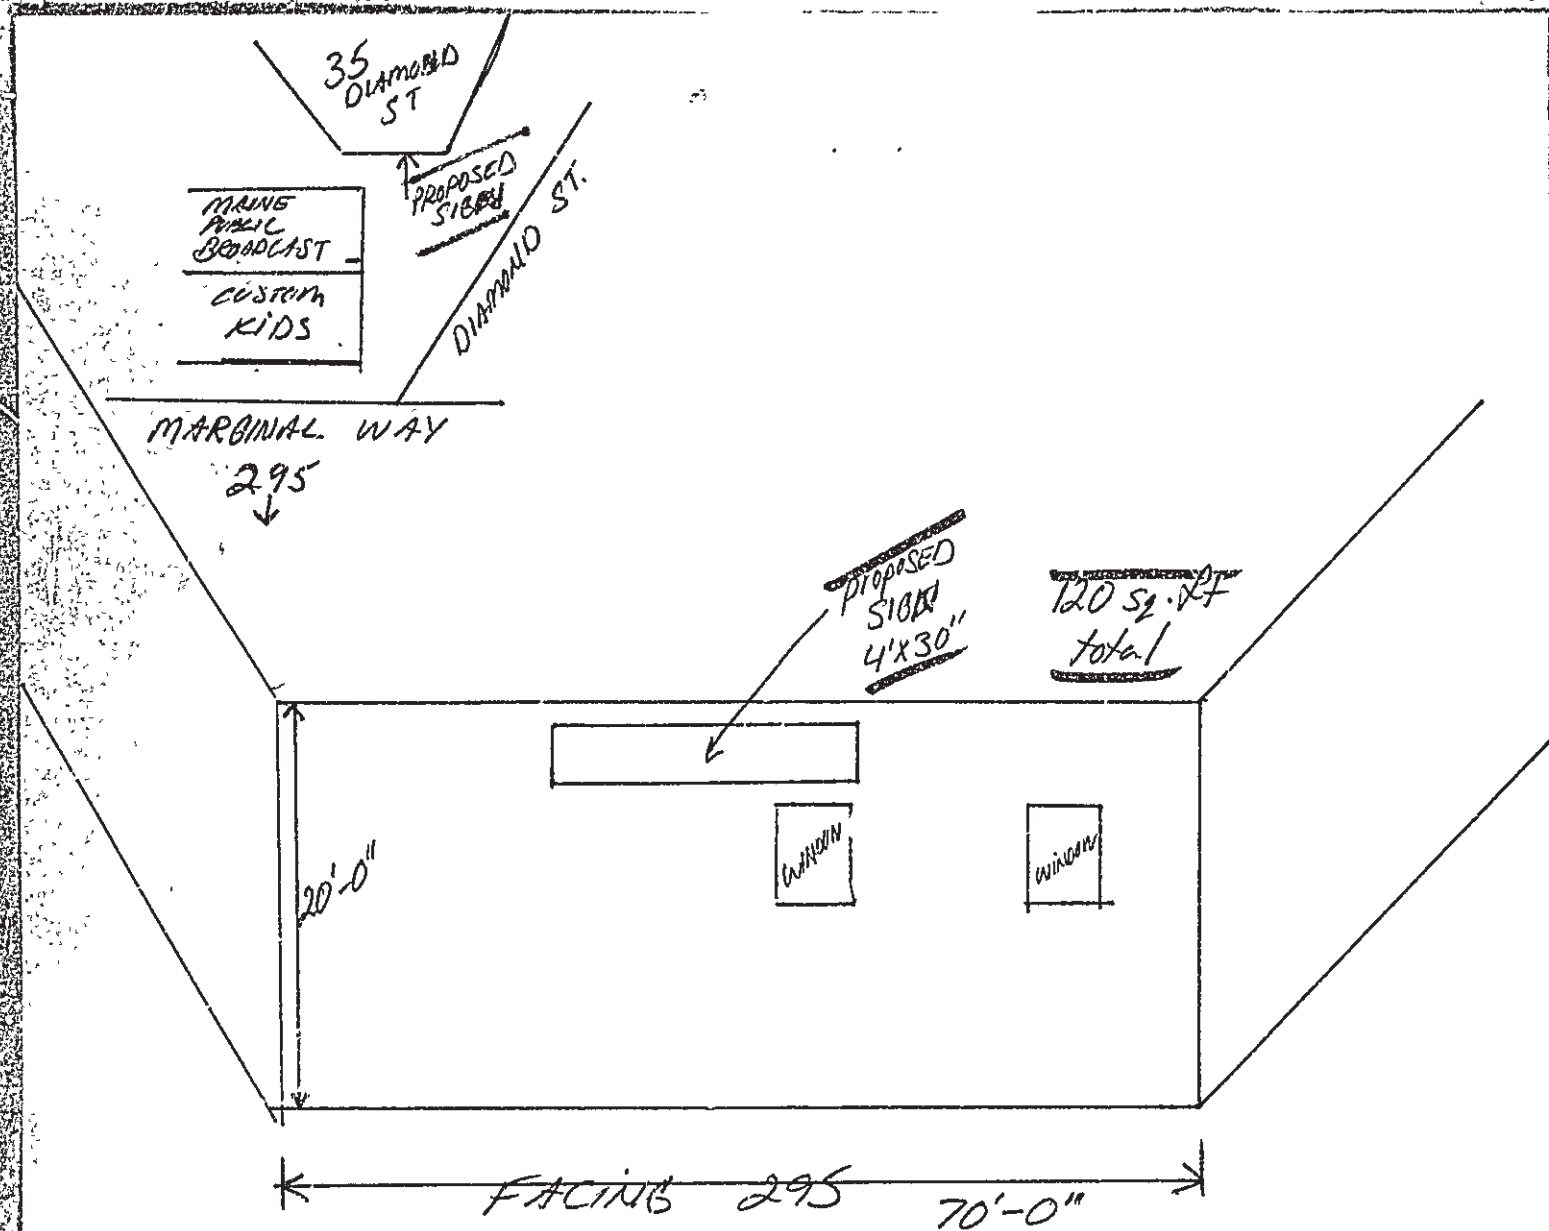 35
DIAMOND
ST
PROPOSED
SIGN
DIAMOND ST.
MAINE
PUBLIC
BROADCAST
CUSTOM
KIDS
MARGINAL WAY
295
PROPOSED
SIGN
4'X30"
120 sq. FT
total
WINDOW
WINDOW
20'-0"
FACING 295
70'-0"